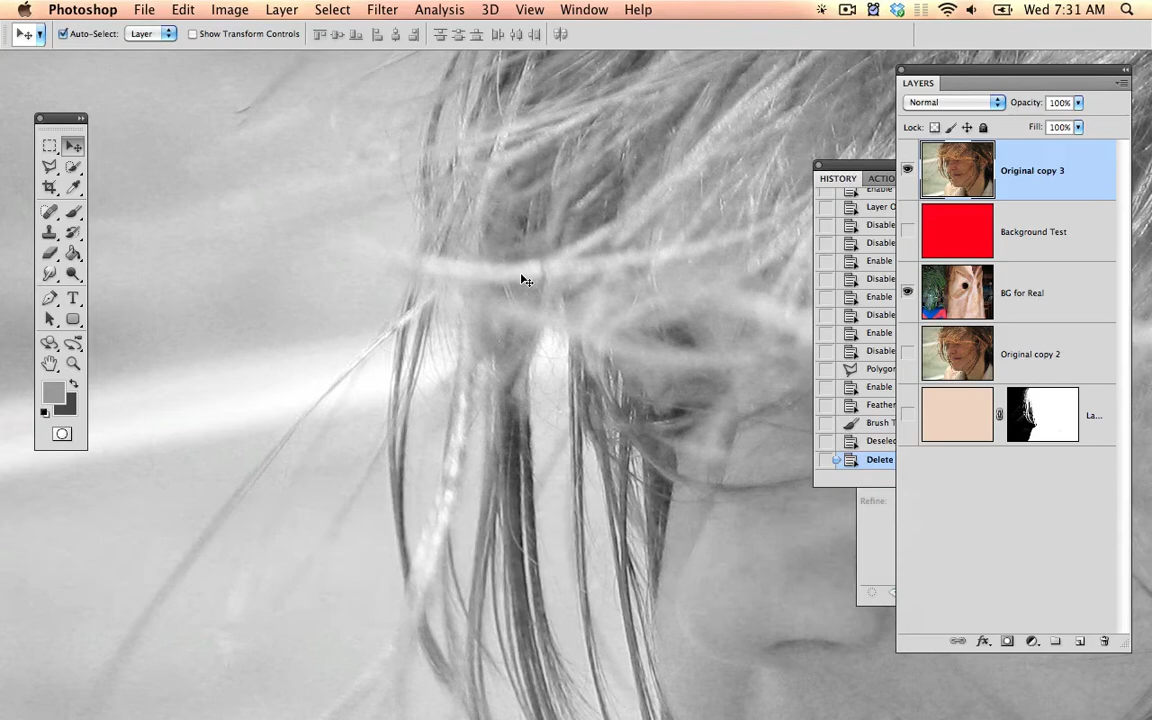 Photoshop File Edit Image Layer Select Filter Analysis 3D View Window Help Wed 7:31 AM
Auto-Select: Layer Show Transform Controls
LAYERS
Normal Opacity: 100%
Lock: Fill: 100%
Original copy 3
Background Test
BG for Real
Original copy 2
La...
HISTORY ACTIO
Enable
Layer O
Disable
Disable
Enable
Disable
Enable
Disable
Enable
Disable
Polygon
Enable
Feather
Brush T
Deselec
Delete
Refine: